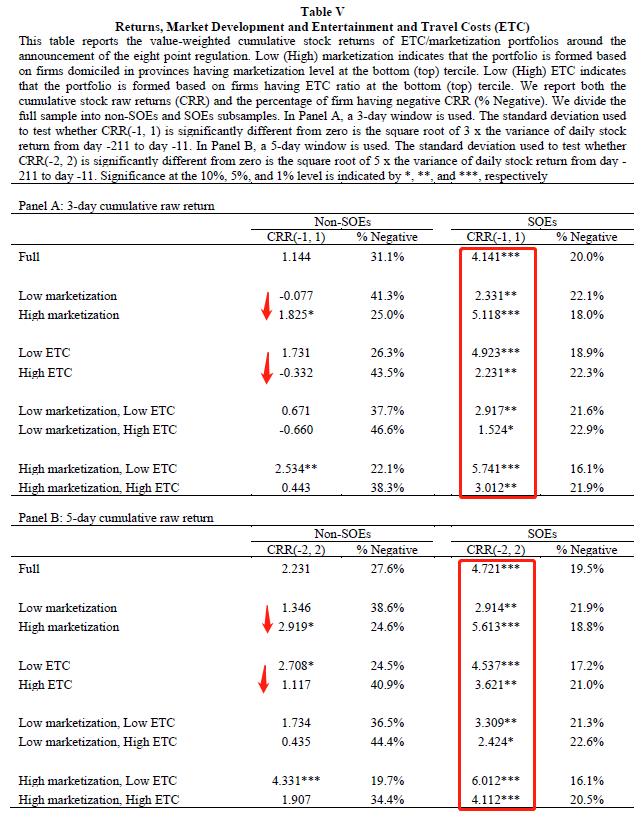 Table V
Returns, Market Development and Entertainment and Travel Costs (ETC)
This table reports the value-weighted cumulative stock returns of ETC/marketization portfolios around the
announcement of the eight point regulation. Low (High) marketization indicates that the portfolio is formed based
on firms domiciled in provinces having marketization level at the bottom (top) tercile. Low (High) ETC indicates
that the portfolio is formed based on firms having ETC ratio at the bottom (top) tercile. We report both the
cumulative stock raw returns (CRR) and the percentage of firm having negative CRR (% Negative). We divide the
full sample into non-SOEs and SOEs subsamples. In Panel A, a 3-day window is used. The standard deviation used
to test whether CRR(-1, 1) is significantly different from zero is the square root of 3 x the variance of daily stock
return from day -211 to day -11. In Panel B, a 5-day window is used. The standard deviation used to test whether
CRR(-2, 2) is significantly different from zero is the square root of 5 x the variance of daily stock return from day -
211 to day -11. Significance at the 10%, 5%, and 1% level is indicated by *, **, and ***, respectively
Panel A: 3-day cumulative raw return
Non-SOEs SOEs
CRR(-1, 1) % Negative CRR(-1, 1) % Negative
Full 1.144 31.1% 4.141*** 20.0%
Low marketization -0.077 41.3% 2.331** 22.1%
High marketization 1.825* 25.0% 5.118*** 18.0%
Low ETC 1.731 26.3% 4.923*** 18.9%
High ETC -0.332 43.5% 2.231** 22.3%
Low marketization, Low ETC 0.671 37.7% 2.917** 21.6%
Low marketization, High ETC -0.660 46.6% 1.524* 22.9%
High marketization, Low ETC 2.534** 22.1% 5.741*** 16.1%
High marketization, High ETC 0.443 38.3% 3.012** 21.9%
Panel B: 5-day cumulative raw return
Non-SOEs SOEs
CRR(-2, 2) % Negative CRR(-2, 2) % Negative
Full 2.231 27.6% 4.721*** 19.5%
Low marketization 1.346 38.6% 2.914** 21.9%
High marketization 2.919* 24.6% 5.613*** 18.8%
Low ETC 2.708* 24.5% 4.537*** 17.2%
High ETC 1.117 40.9% 3.621** 21.0%
Low marketization, Low ETC 1.734 36.5% 3.309** 21.3%
Low marketization, High ETC 0.435 44.4% 2.424* 22.6%
High marketization, Low ETC 4.331*** 19.7% 6.012*** 16.1%
High marketization, High ETC 1.907 34.4% 4.112*** 20.5%